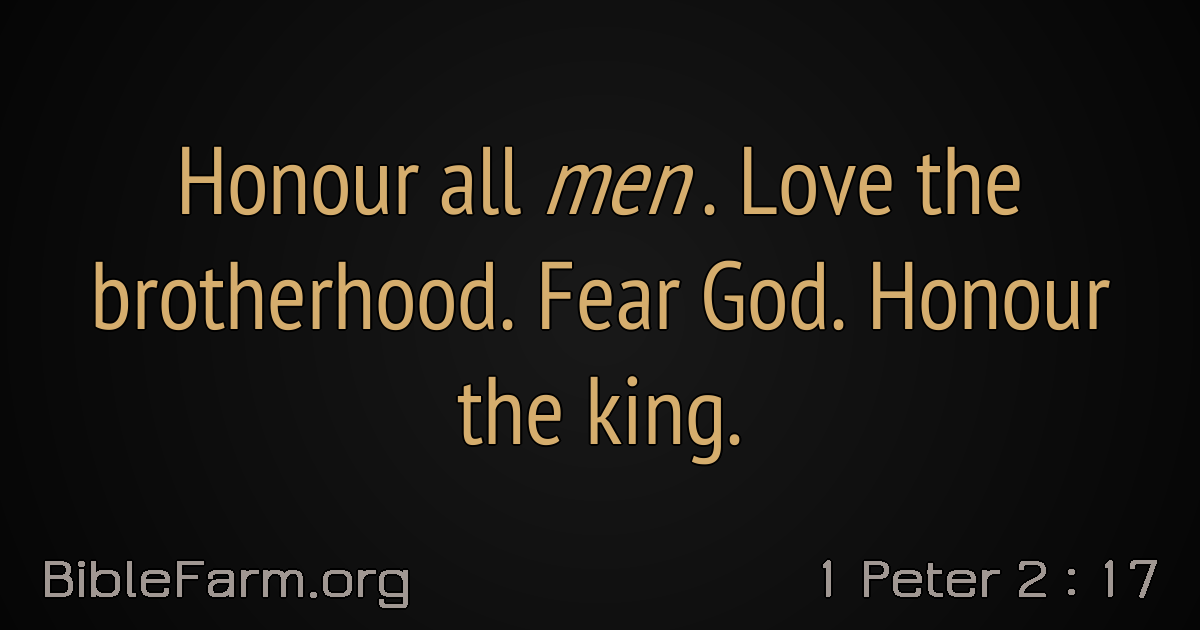 Honour all men. Love the
brotherhood. Fear God. Honour
the king.
BibleFarm.org
1 Peter 2 : 17